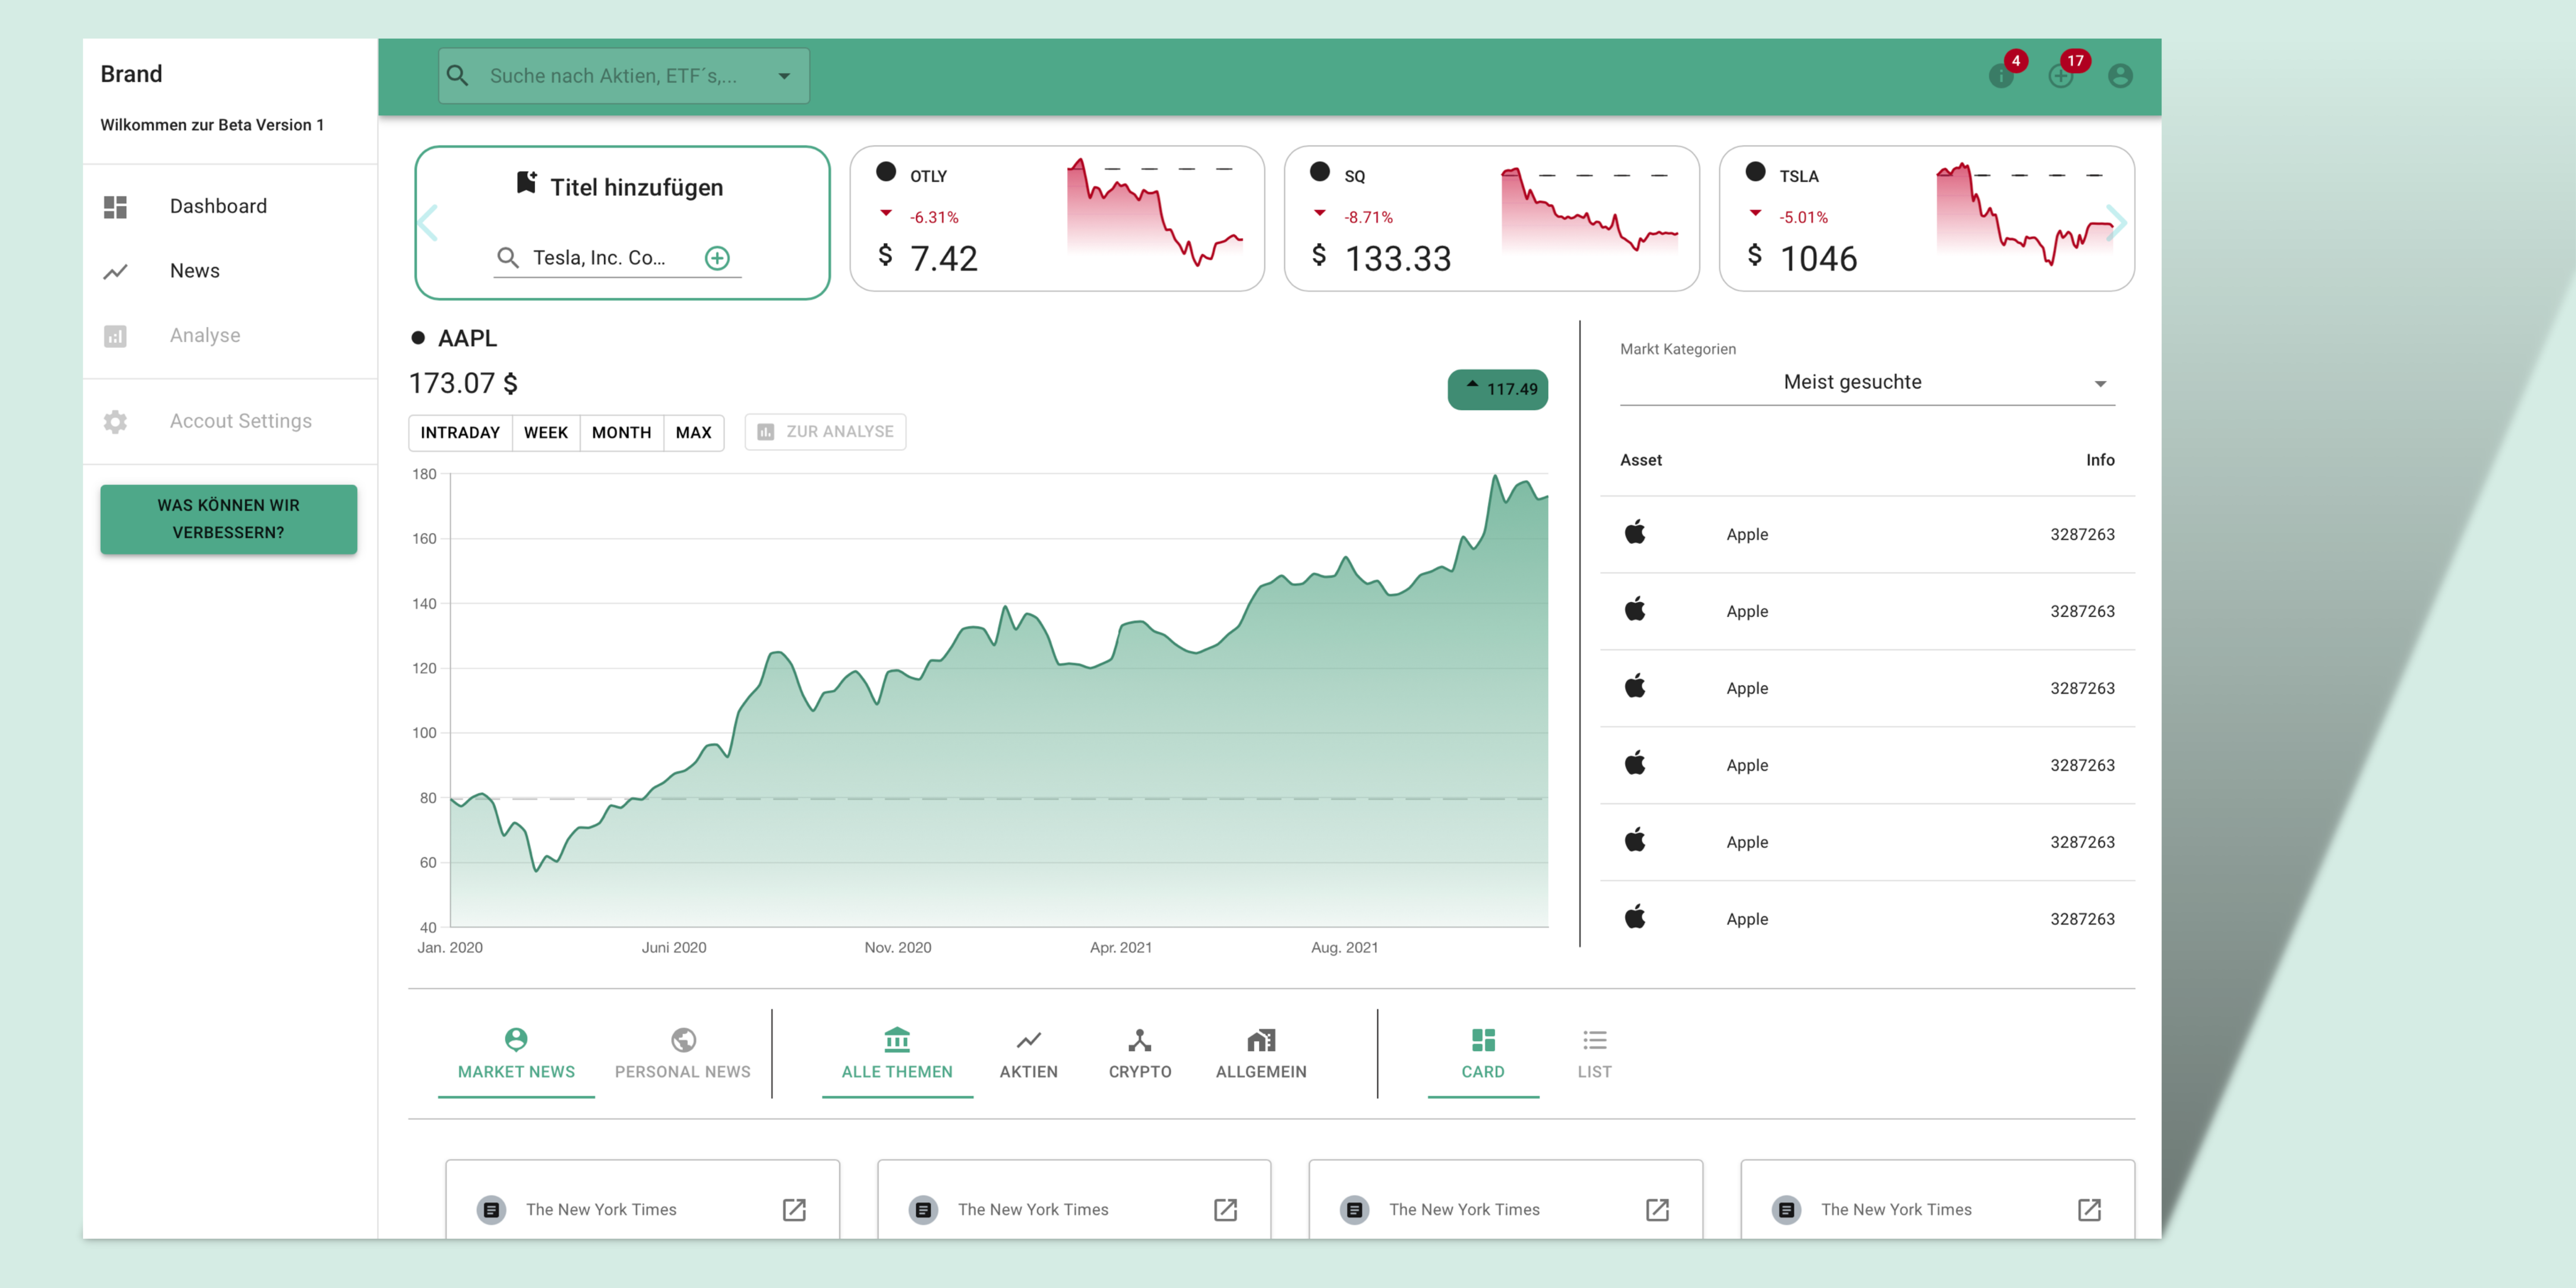 Brand
Wilkommen zur Beta Version 1
Dashboard
News
Analyse
Accout Settings
WAS KÖNNEN WIR
VERBESSERN?
Suche nach Aktien, ETF´s,...
4
17
Titel hinzufügen
Tesla, Inc. Co...
OTLY
-6.31%
$ 7.42
SQ
-8.71%
$ 133.33
TSLA
-5.01%
$ 1046
AAPL
173.07 $
117.49
INTRADAY WEEK MONTH MAX ZUR ANALYSE
180
160
140
120
100
80
60
40
Jan. 2020 Juni 2020 Nov. 2020 Apr. 2021 Aug. 2021
Markt Kategorien
Meist gesuchte
Asset Info
Apple 3287263
Apple 3287263
Apple 3287263
Apple 3287263
Apple 3287263
Apple 3287263
MARKET NEWS PERSONAL NEWS ALLE THEMEN AKTIEN CRYPTO ALLGEMEIN CARD LIST
The New York Times The New York Times The New York Times The New York Times